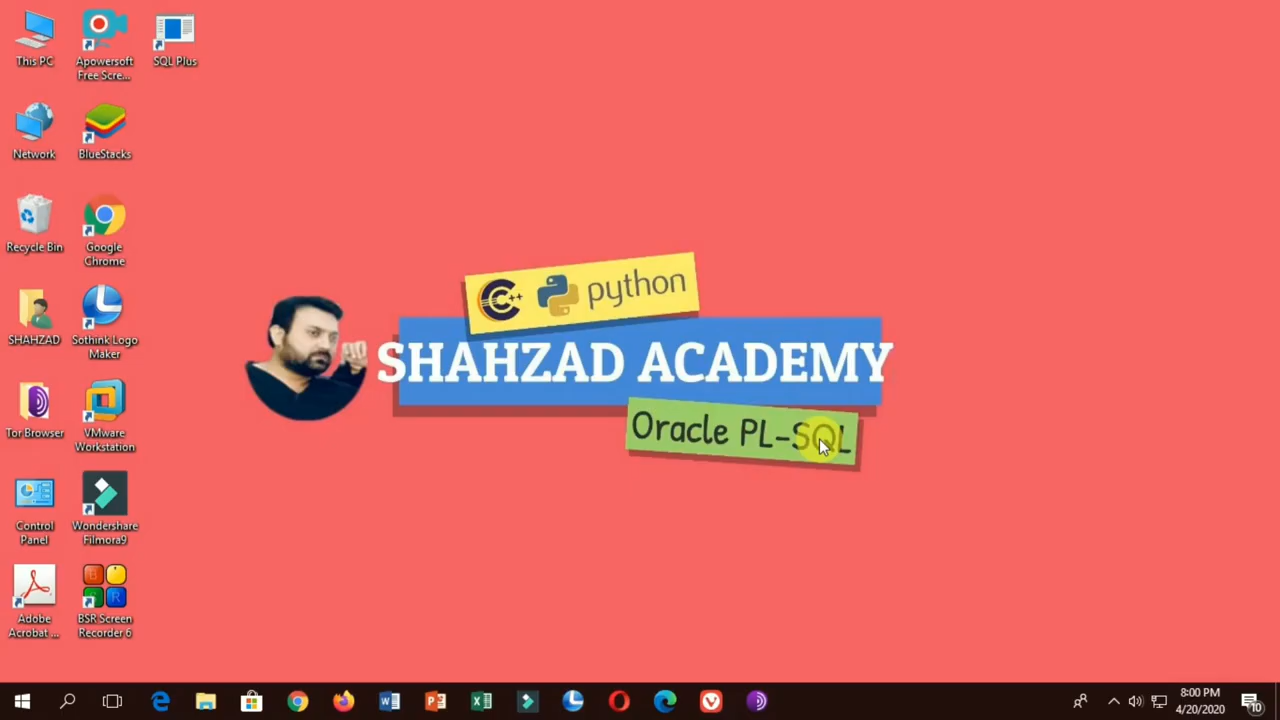 This PC
Apowersoft
Free Scre...
SQL Plus
Network
BlueStacks
Recycle Bin
Google
Chrome
SHAHZAD
Sothink Logo
Maker
Tor Browser
VMware
Workstation
Control
Panel
Wondershare
Filmora9
Adobe
Acrobat ...
BSR Screen
Recorder 6
C++ python
SHAHZAD ACADEMY
Oracle PL-SQL
8:00 PM
4/20/2020
10